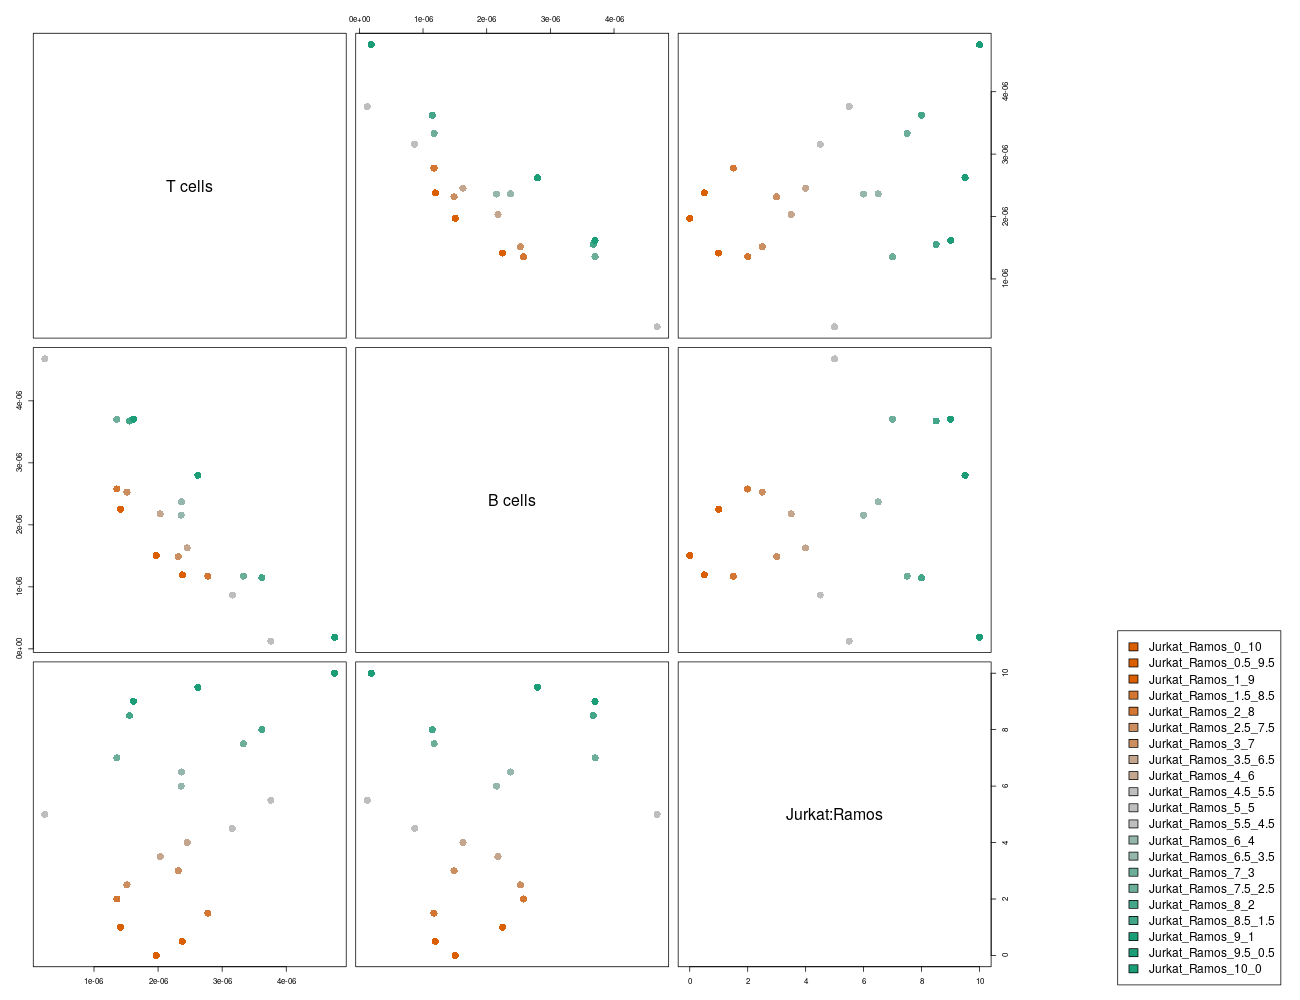 0e+00 1e-06 2e-06 3e-06 4e-06
T cells
1e-06 2e-06 3e-06 4e-06
0e+00 1e-06 2e-06 3e-06 4e-06
B cells
Jurkat:Ramos
0 2 4 6 8 10
1e-06 2e-06 3e-06 4e-06
0 2 4 6 8 10
Jurkat_Ramos_0_10
Jurkat_Ramos_0.5_9.5
Jurkat_Ramos_1_9
Jurkat_Ramos_1.5_8.5
Jurkat_Ramos_2_8
Jurkat_Ramos_2.5_7.5
Jurkat_Ramos_3_7
Jurkat_Ramos_3.5_6.5
Jurkat_Ramos_4_6
Jurkat_Ramos_4.5_5.5
Jurkat_Ramos_5_5
Jurkat_Ramos_5.5_4.5
Jurkat_Ramos_6_4
Jurkat_Ramos_6.5_3.5
Jurkat_Ramos_7_3
Jurkat_Ramos_7.5_2.5
Jurkat_Ramos_8_2
Jurkat_Ramos_8.5_1.5
Jurkat_Ramos_9_1
Jurkat_Ramos_9.5_0.5
Jurkat_Ramos_10_0